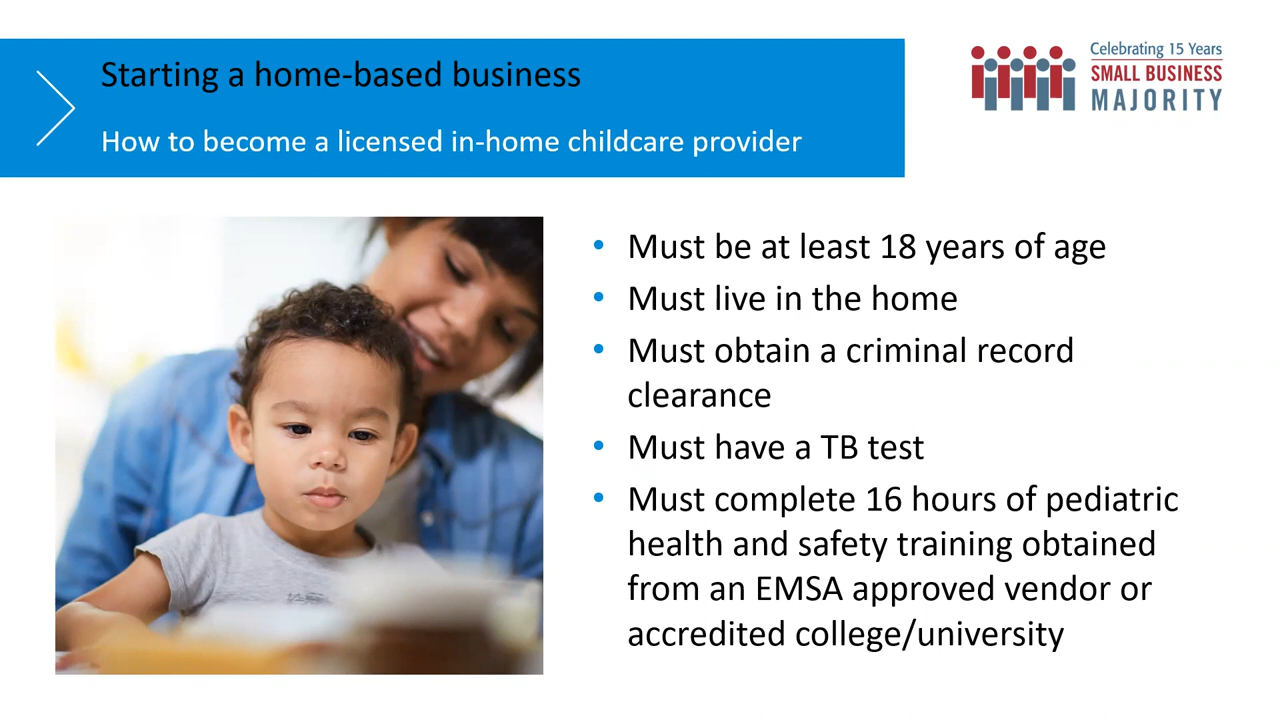 Starting a home-based business
How to become a licensed in-home childcare provider
Celebrating 15 Years
SMALL BUSINESS
MAJORITY
• Must be at least 18 years of age
• Must live in the home
• Must obtain a criminal record
clearance
• Must have a TB test
• Must complete 16 hours of pediatric
health and safety training obtained
from an EMSA approved vendor or
accredited college/university